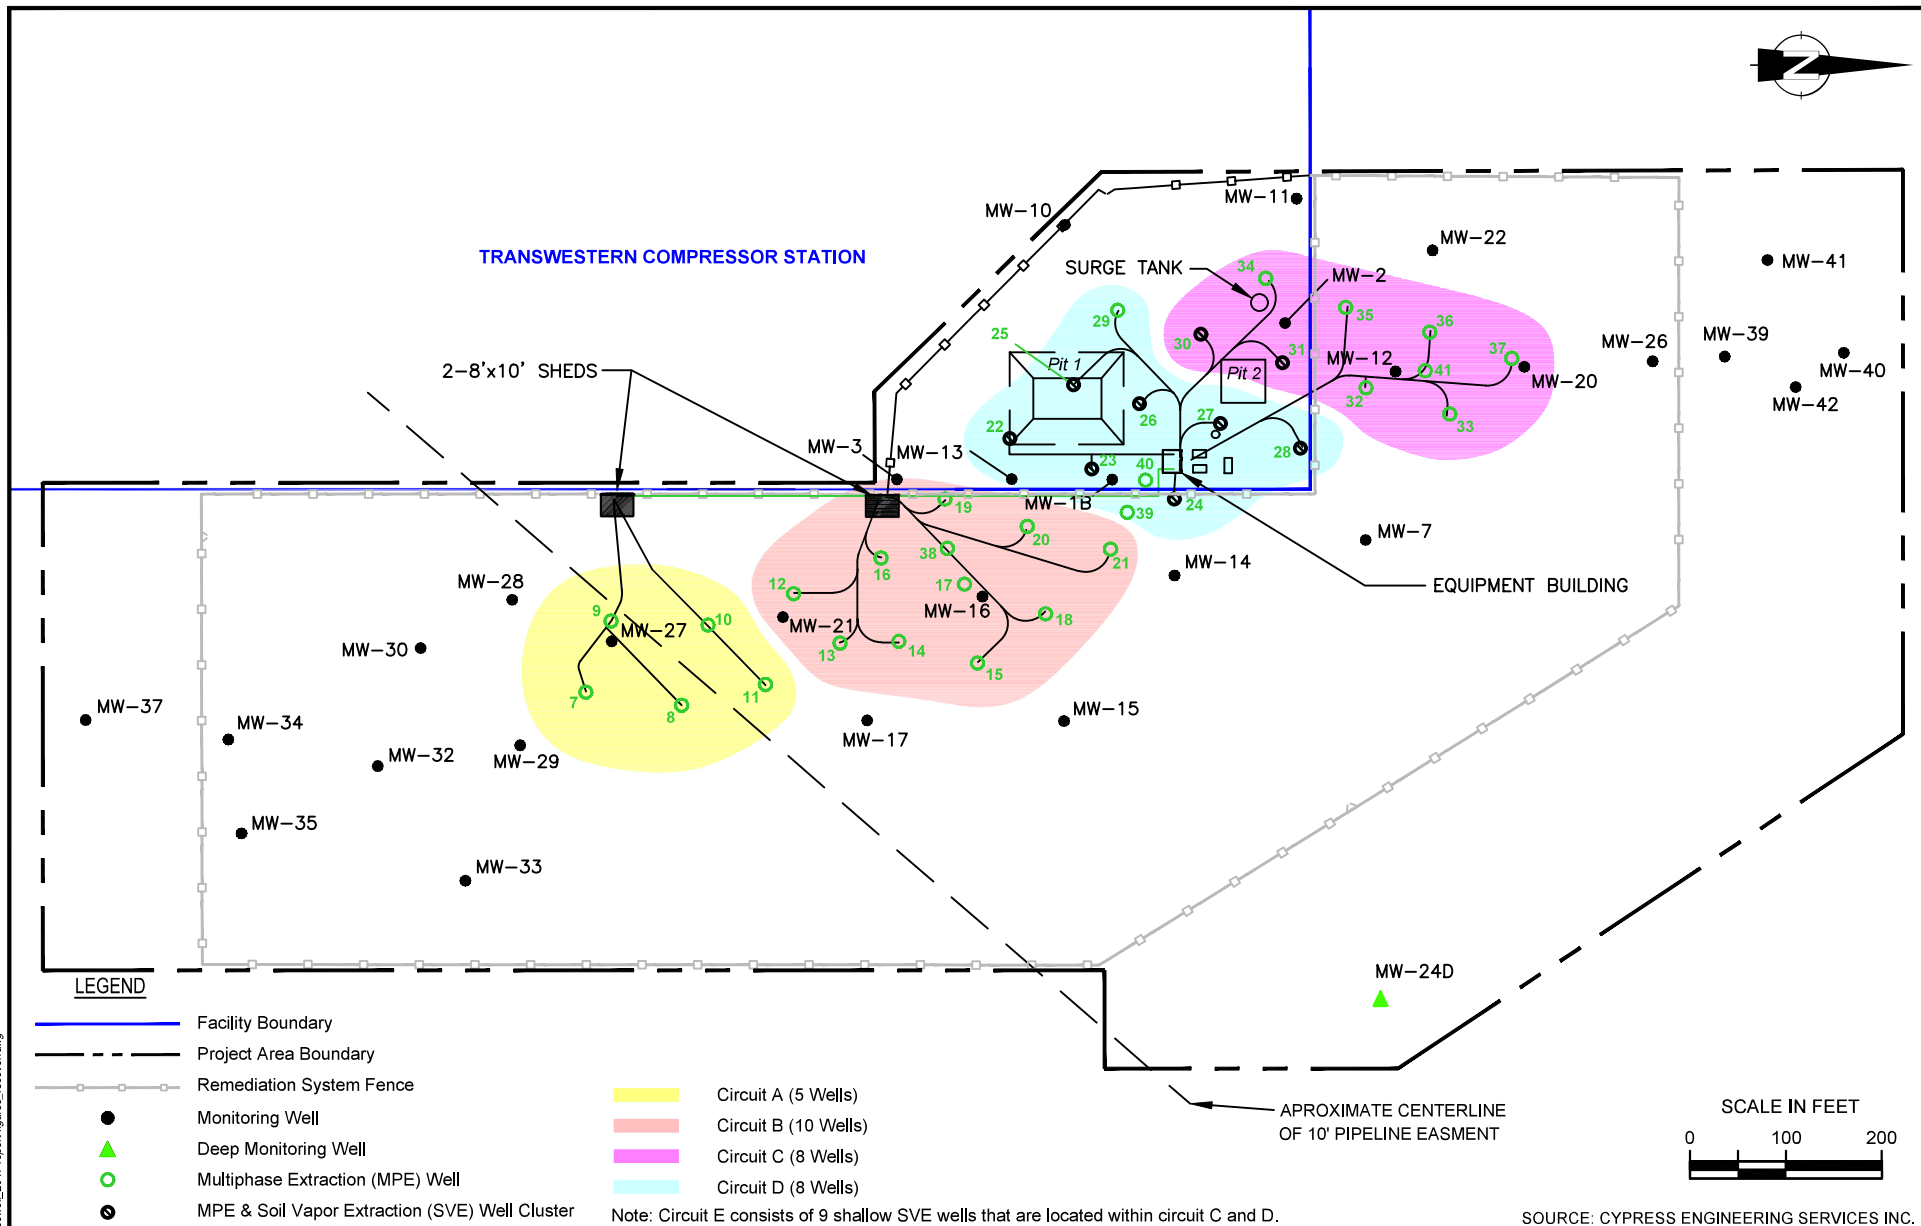 N
MW-10
MW-11
MW-22
MW-41
TRANSWESTERN COMPRESSOR STATION
SURGE TANK
34
MW-2
35
36
37
29
30
31
25
Pit 1
Pit 2
MW-12
41
MW-20
MW-26
MW-39
MW-40
MW-42
2-8'x10' SHEDS
32
33
26
27
28
22
23
40
MW-3
MW-13
MW-1B
24
39
19
20
21
38
16
17
MW-7
MW-14
EQUIPMENT BUILDING
MW-28
12
MW-16
18
9
10
MW-27
MW-21
13
14
15
MW-30
7
8
11
MW-37
MW-34
MW-32
MW-29
MW-17
MW-15
MW-35
MW-33
MW-24D
LEGEND
Facility Boundary
Project Area Boundary
Remediation System Fence
Monitoring Well
Deep Monitoring Well
Multiphase Extraction (MPE) Well
MPE & Soil Vapor Extraction (SVE) Well Cluster
Circuit A (5 Wells)
Circuit B (10 Wells)
Circuit C (8 Wells)
Circuit D (8 Wells)
Note: Circuit E consists of 9 shallow SVE wells that are located within circuit C and D.
APROXIMATE CENTERLINE
OF 10' PIPELINE EASMENT
SCALE IN FEET
0 100 200
SOURCE: CYPRESS ENGINEERING SERVICES INC.